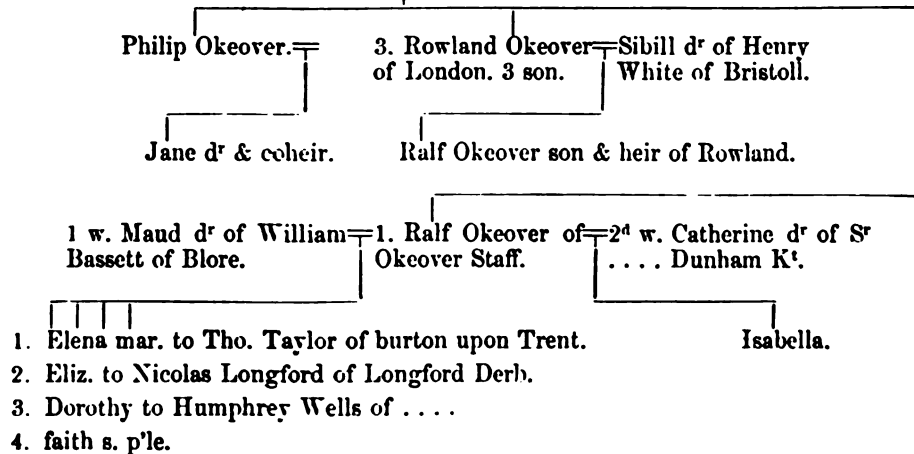 Philip Okeover.
3. Rowland Okeover
of London. 3 son.
Sibill dʳ of Henry
White of Bristoll.
Jane dʳ & coheir.
Ralf Okeover son & heir of Rowland.
1 w. Maud dʳ of William
Bassett of Blore.
1. Ralf Okeover of
Okeover Staff.
2ᵈ w. Catherine dʳ of Sʳ
. . . . Dunham Kᵗ.
1. Elena mar. to Tho. Taylor of burton upon Trent.
2. Eliz. to Nicolas Longford of Longford Derb.
3. Dorothy to Humphrey Wells of . . . .
4. faith s. p'le.
Isabella.